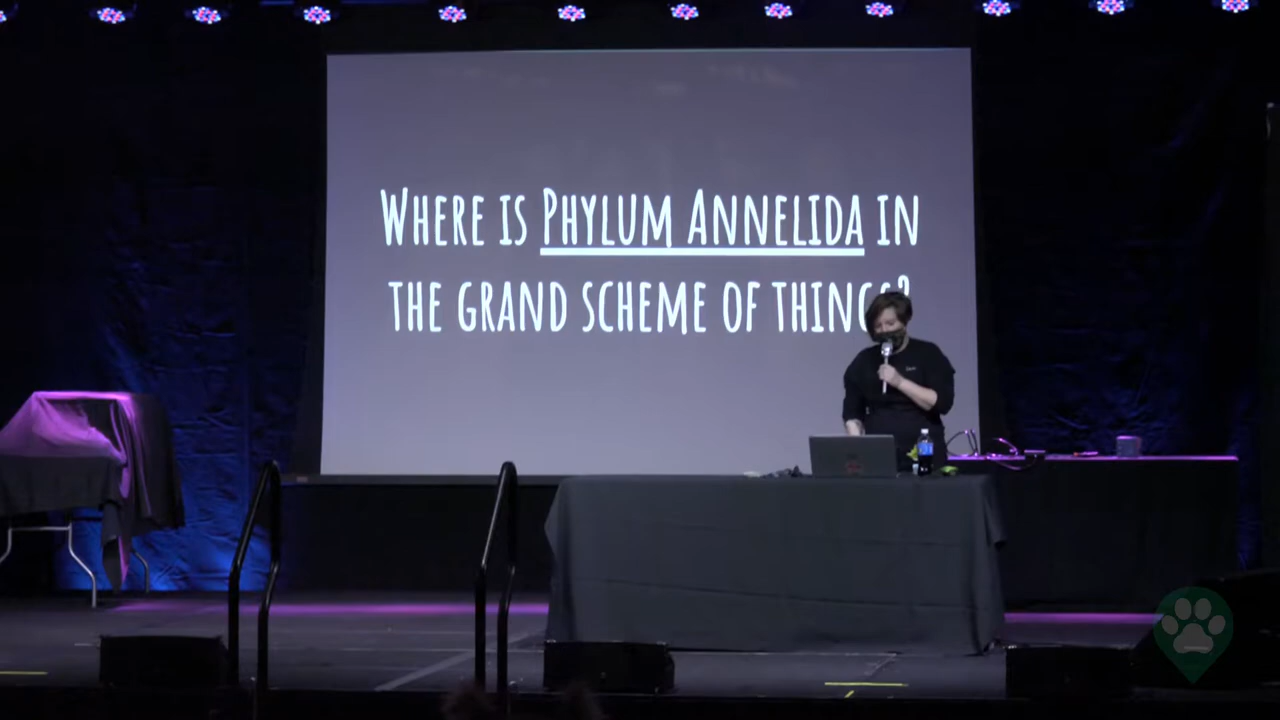 Where is Phylum Annelida in
the grand scheme of things?